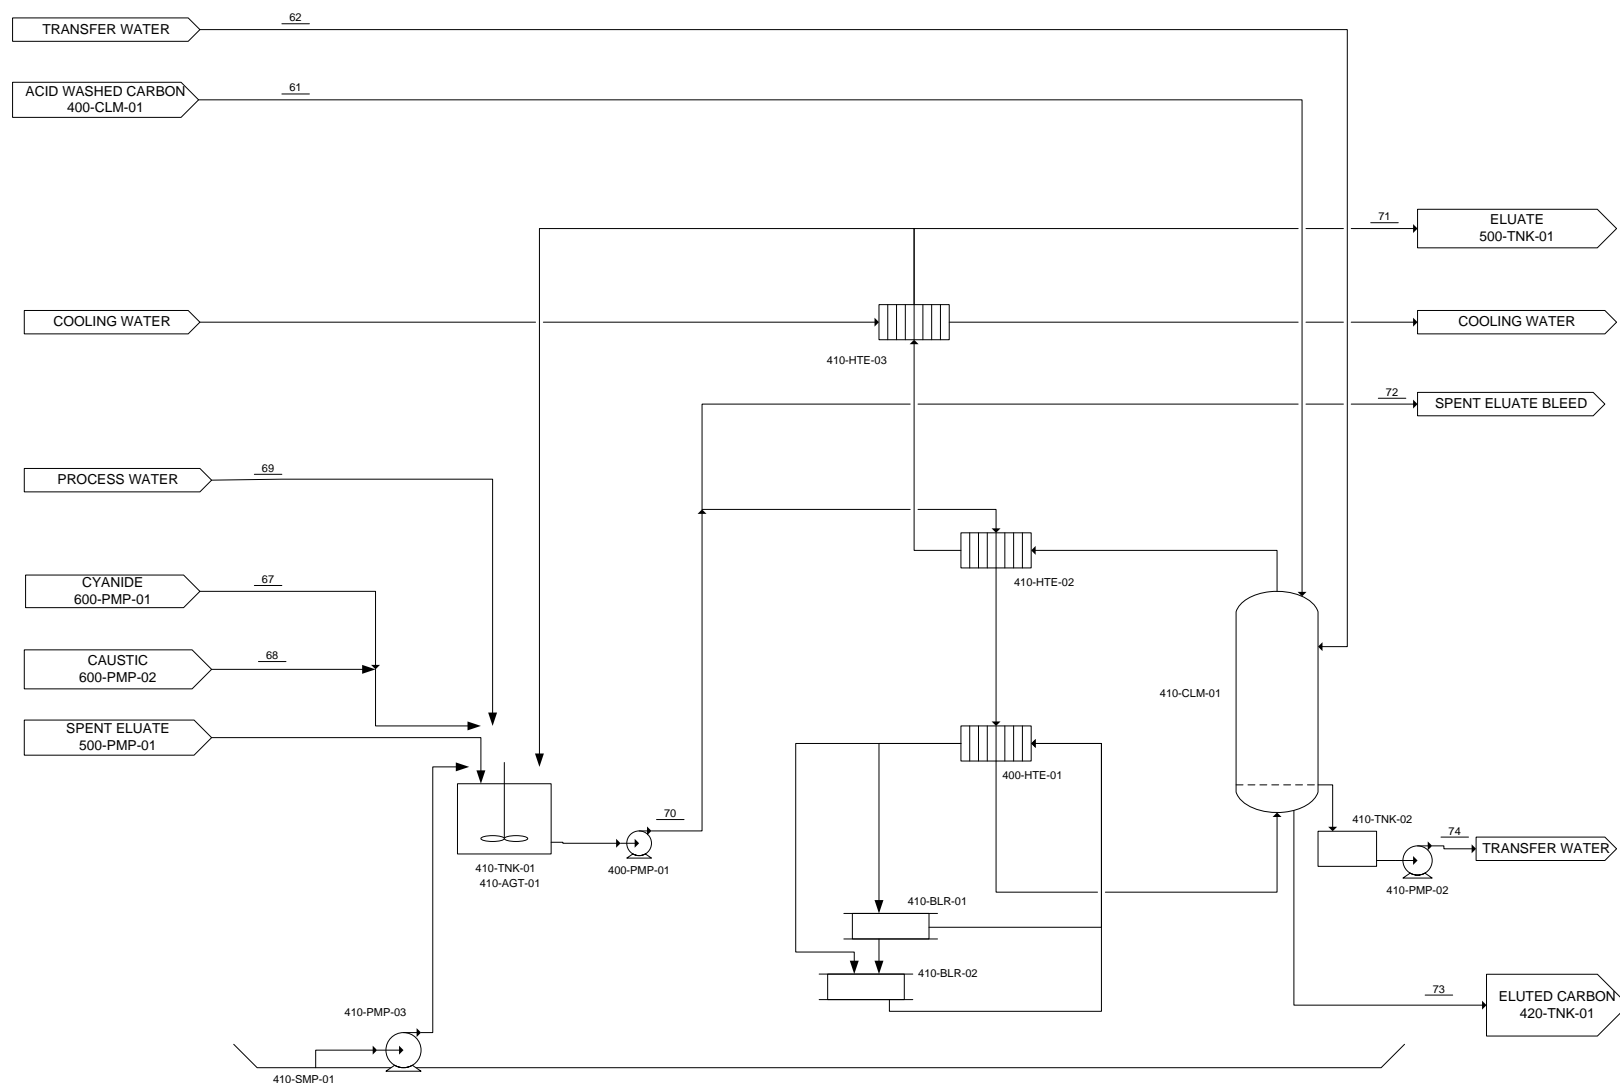 62
TRANSFER WATER
61
ACID WASHED CARBON
400-CLM-01
71
ELUATE
500-TNK-01
COOLING WATER
COOLING WATER
410-HTE-03
72
SPENT ELUATE BLEED
69
PROCESS WATER
67
CYANIDE
600-PMP-01
410-HTE-02
68
CAUSTIC
600-PMP-02
410-CLM-01
SPENT ELUATE
500-PMP-01
400-HTE-01
70
410-TNK-02
74
TRANSFER WATER
410-TNK-01
410-AGT-01
400-PMP-01
410-PMP-02
410-BLR-01
410-BLR-02
73
ELUTED CARBON
420-TNK-01
410-PMP-03
410-SMP-01